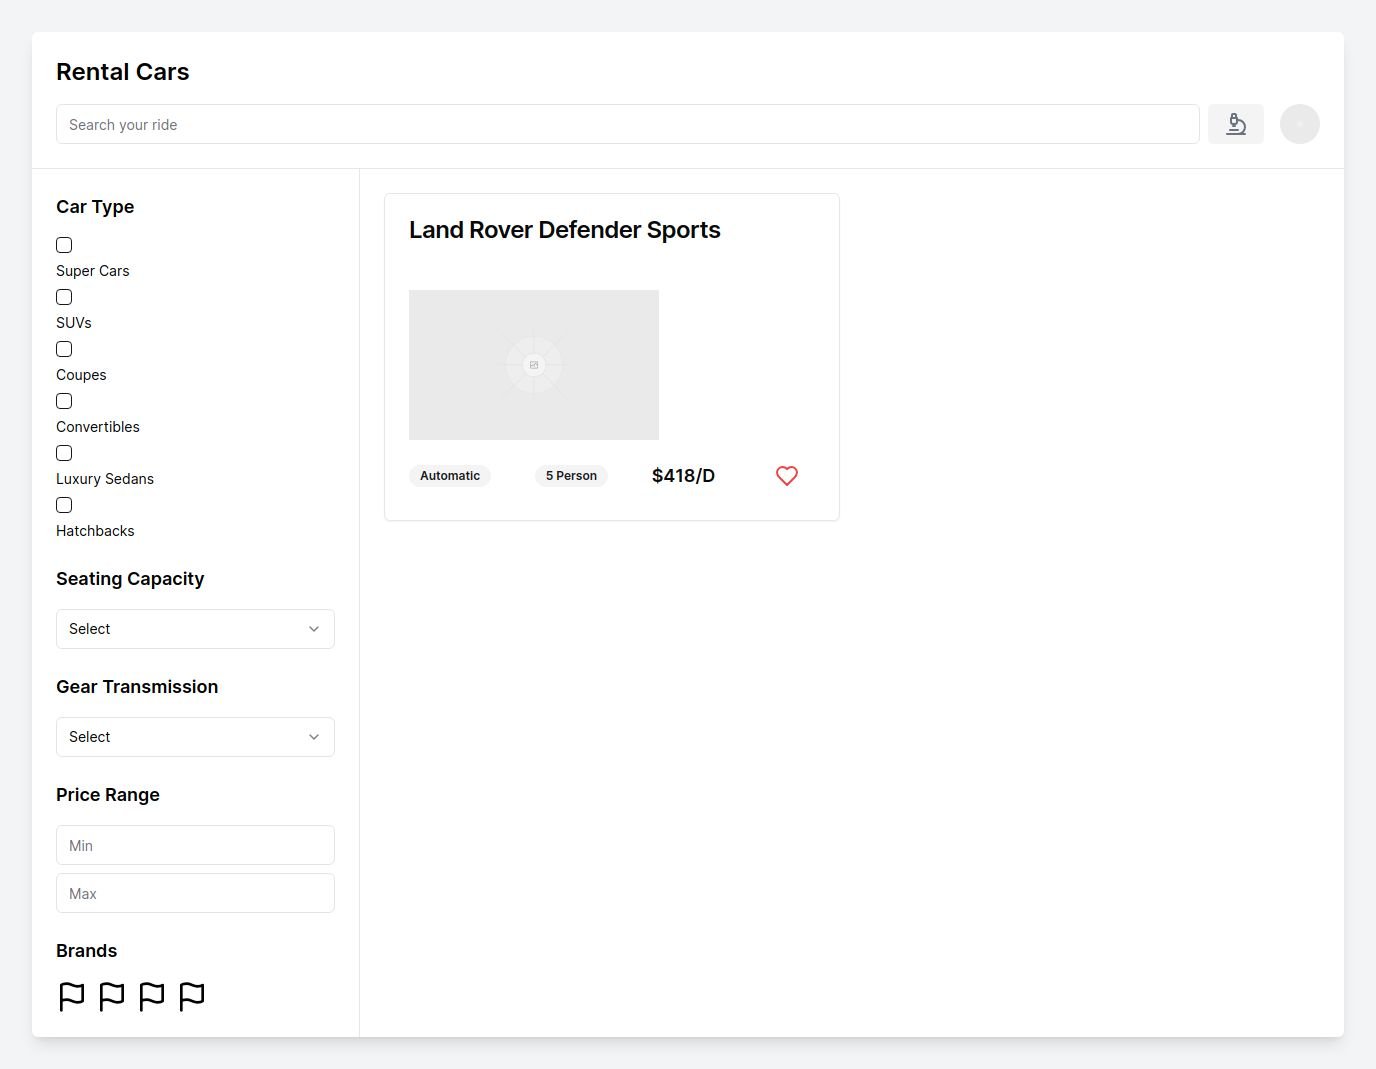 Rental Cars
Search your ride
Car Type
Super Cars
SUVs
Coupes
Convertibles
Luxury Sedans
Hatchbacks
Seating Capacity
Select
Gear Transmission
Select
Price Range
Min
Max
Brands
Land Rover Defender Sports
Automatic 5 Person $418/D